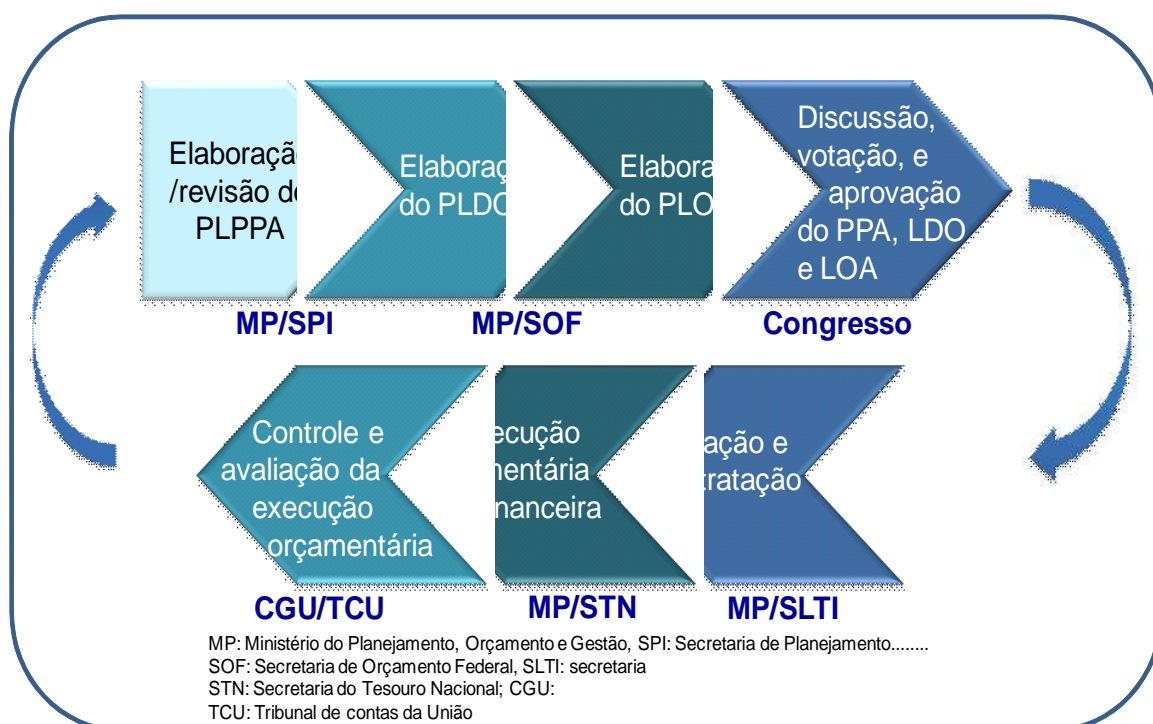 Elaboração
/revisão do
PLPPA
Elaboraç
do PLDO
Elabora
do PLO
Discussão,
votação, e
aprovação
do PPA, LDO
e LOA
MP/SPI
MP/SOF
Congresso
Controle e
avaliação da
execução
orçamentária
ecução
mentária
nanceira
ação e
tratação
CGU/TCU
MP/STN
MP/SLTI
MP: Ministério do Planejamento, Orçamento e Gestão, SPI: Secretaria de Planejamento........
SOF: Secretaria de Orçamento Federal, SLTI: secretaria
STN: Secretaria do Tesouro Nacional; CGU:
TCU: Tribunal de contas da União